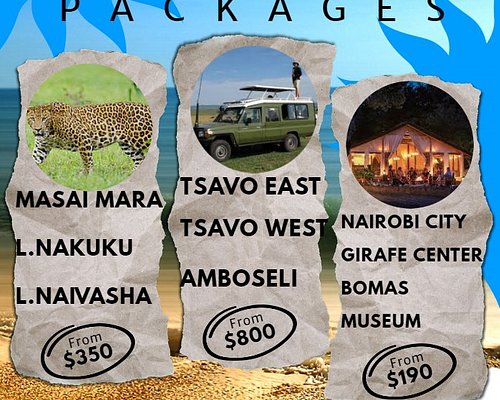 PACKAGES
MASAI MARA
L.NAKUKU
L.NAIVASHA
From
$350
TSAVO EAST
TSAVO WEST
AMBOSELI
From
$800
NAIROBI CITY
GIRAFE CENTER
BOMAS
MUSEUM
From
$190